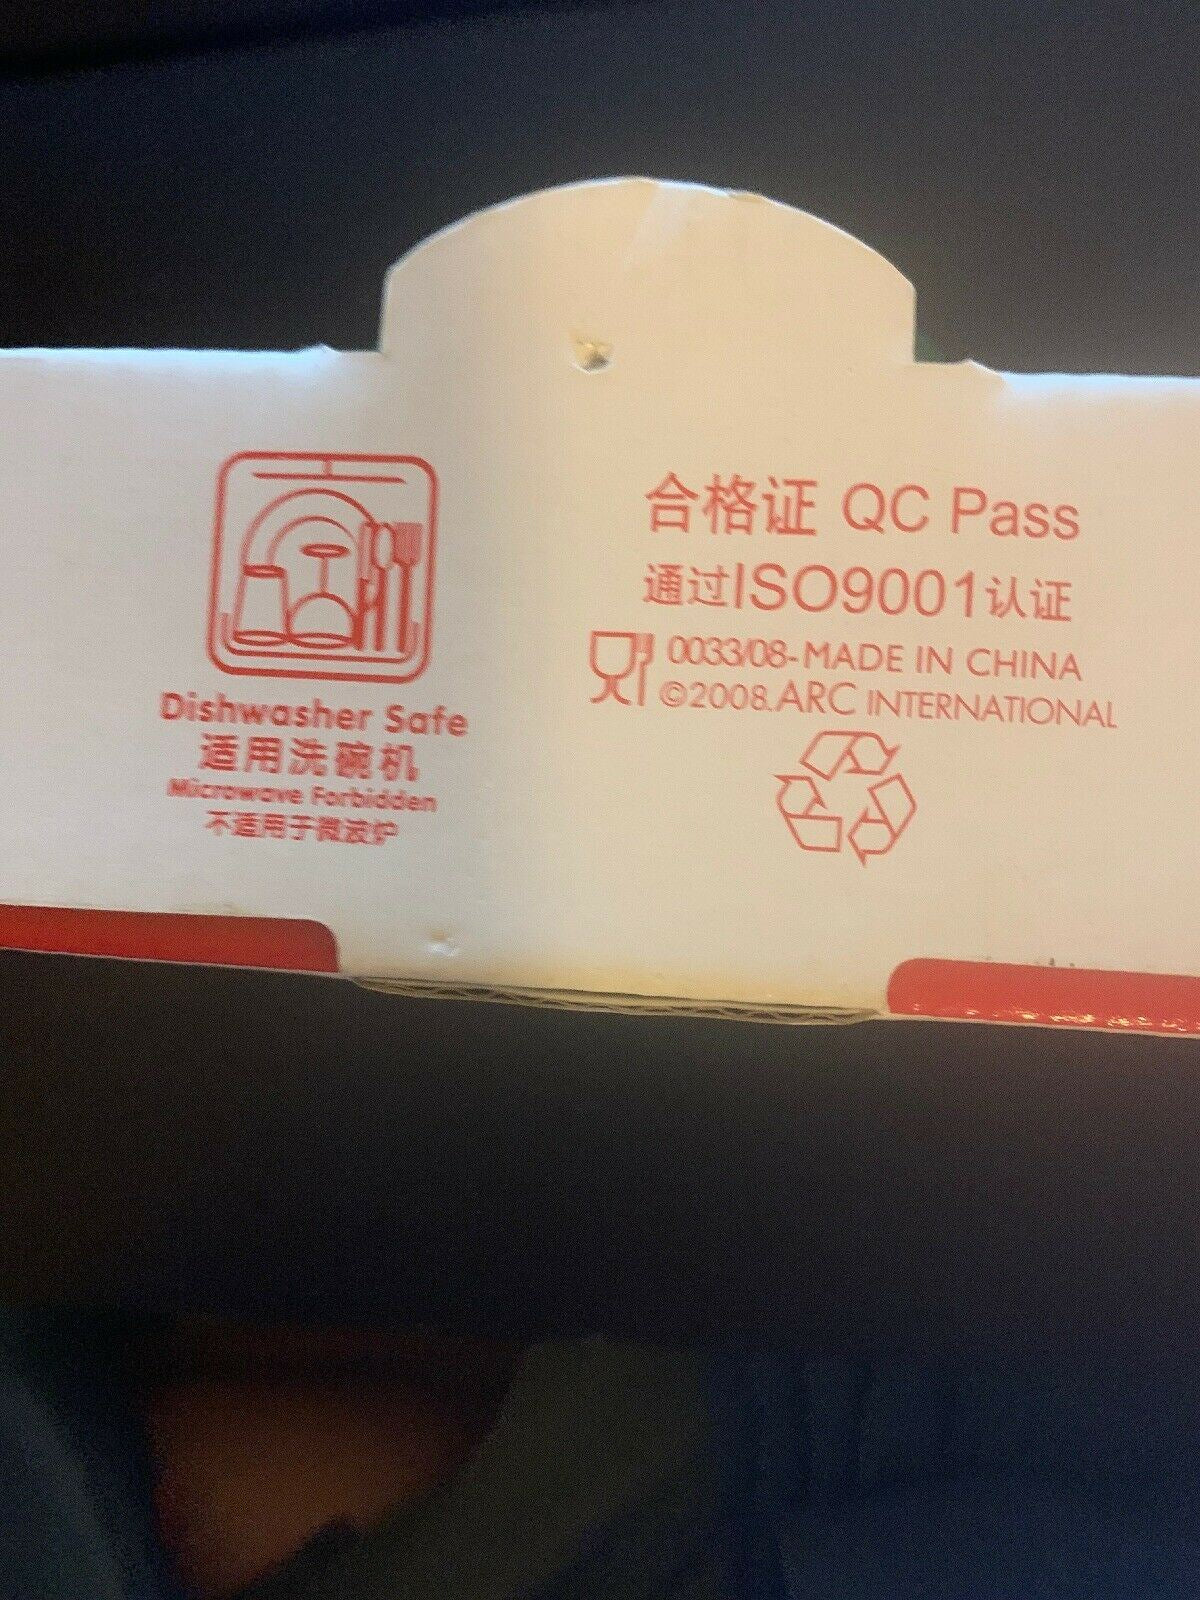 Dishwasher Safe
适用洗碗机
Microwave Forbidden
不适用于微波炉
合格证 QC Pass
通过ISO9001认证
0033/08-MADE IN CHINA
©2008.ARC INTERNATIONAL